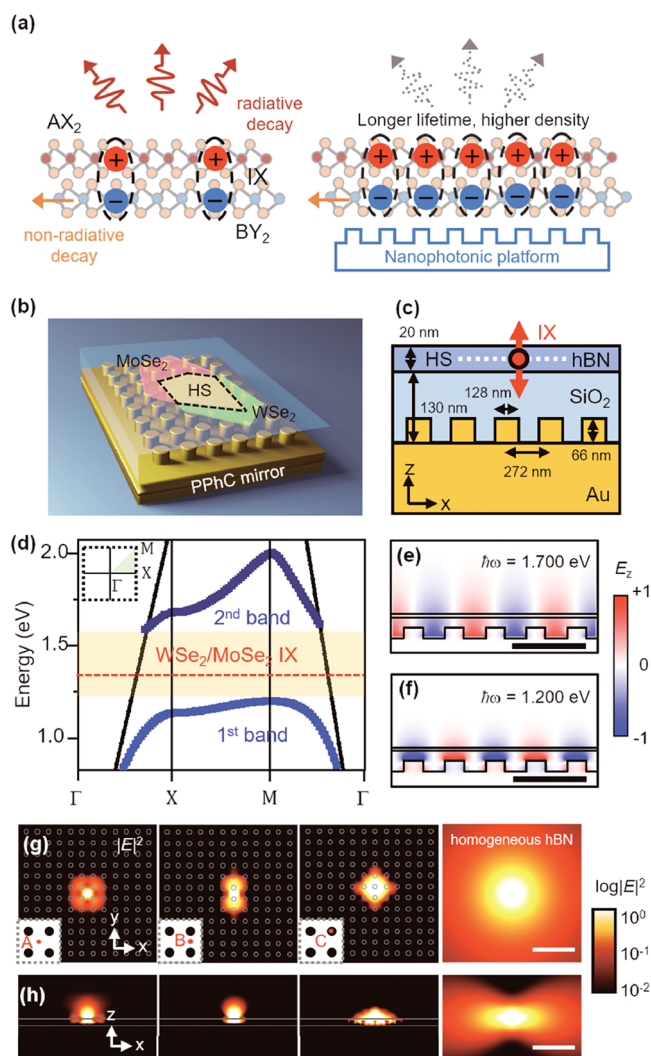 (a)
radiative
decay
Longer lifetime, higher density
AX₂
+ +
+ + + + +
IX
− −
− − − − −
non-radiative
decay
BY₂
Nanophotonic platform
(b)
MoSe₂
HS
WSe₂
PPhC mirror
(c)
20 nm
IX
HS
hBN
128 nm
SiO₂
130 nm
66 nm
272 nm
z
x
Au
(d)
2.0
M
X
Γ
2ⁿᵈ band
Energy (eV)
1.5
WSe₂/MoSe₂ IX
1.0
1ˢᵗ band
Γ X M Γ
(e)
ħω = 1.700 eV
(f)
ħω = 1.200 eV
E_z
+1
0
-1
(g)
|E|²
homogeneous hBN
A
y
x
B
C
log|E|²
10⁰
10⁻¹
10⁻²
(h)
z
x